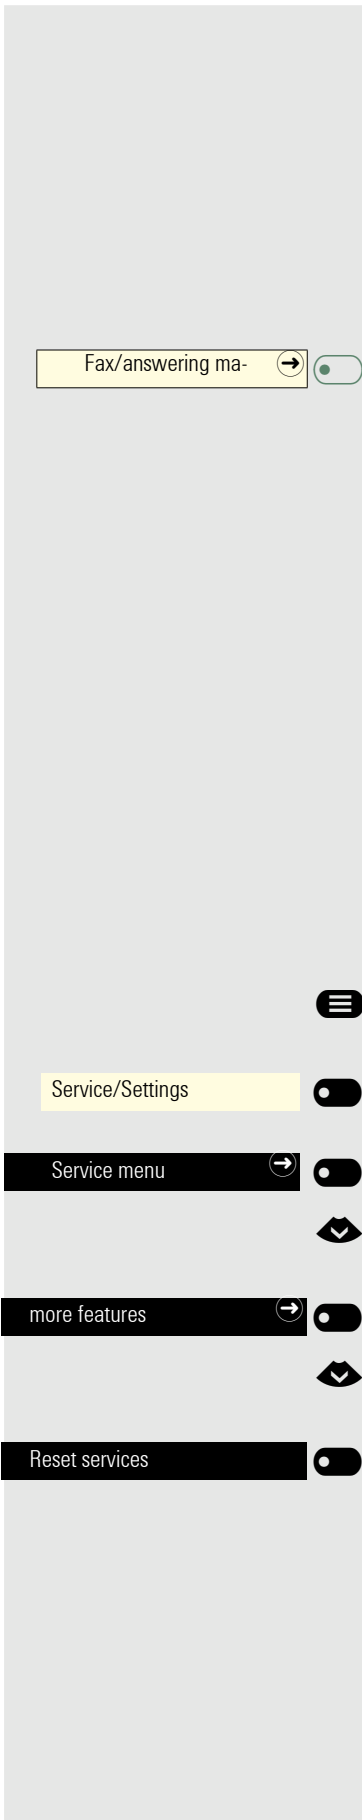 Fax/answering ma-
Service/Settings
Service menu
more features
Reset services